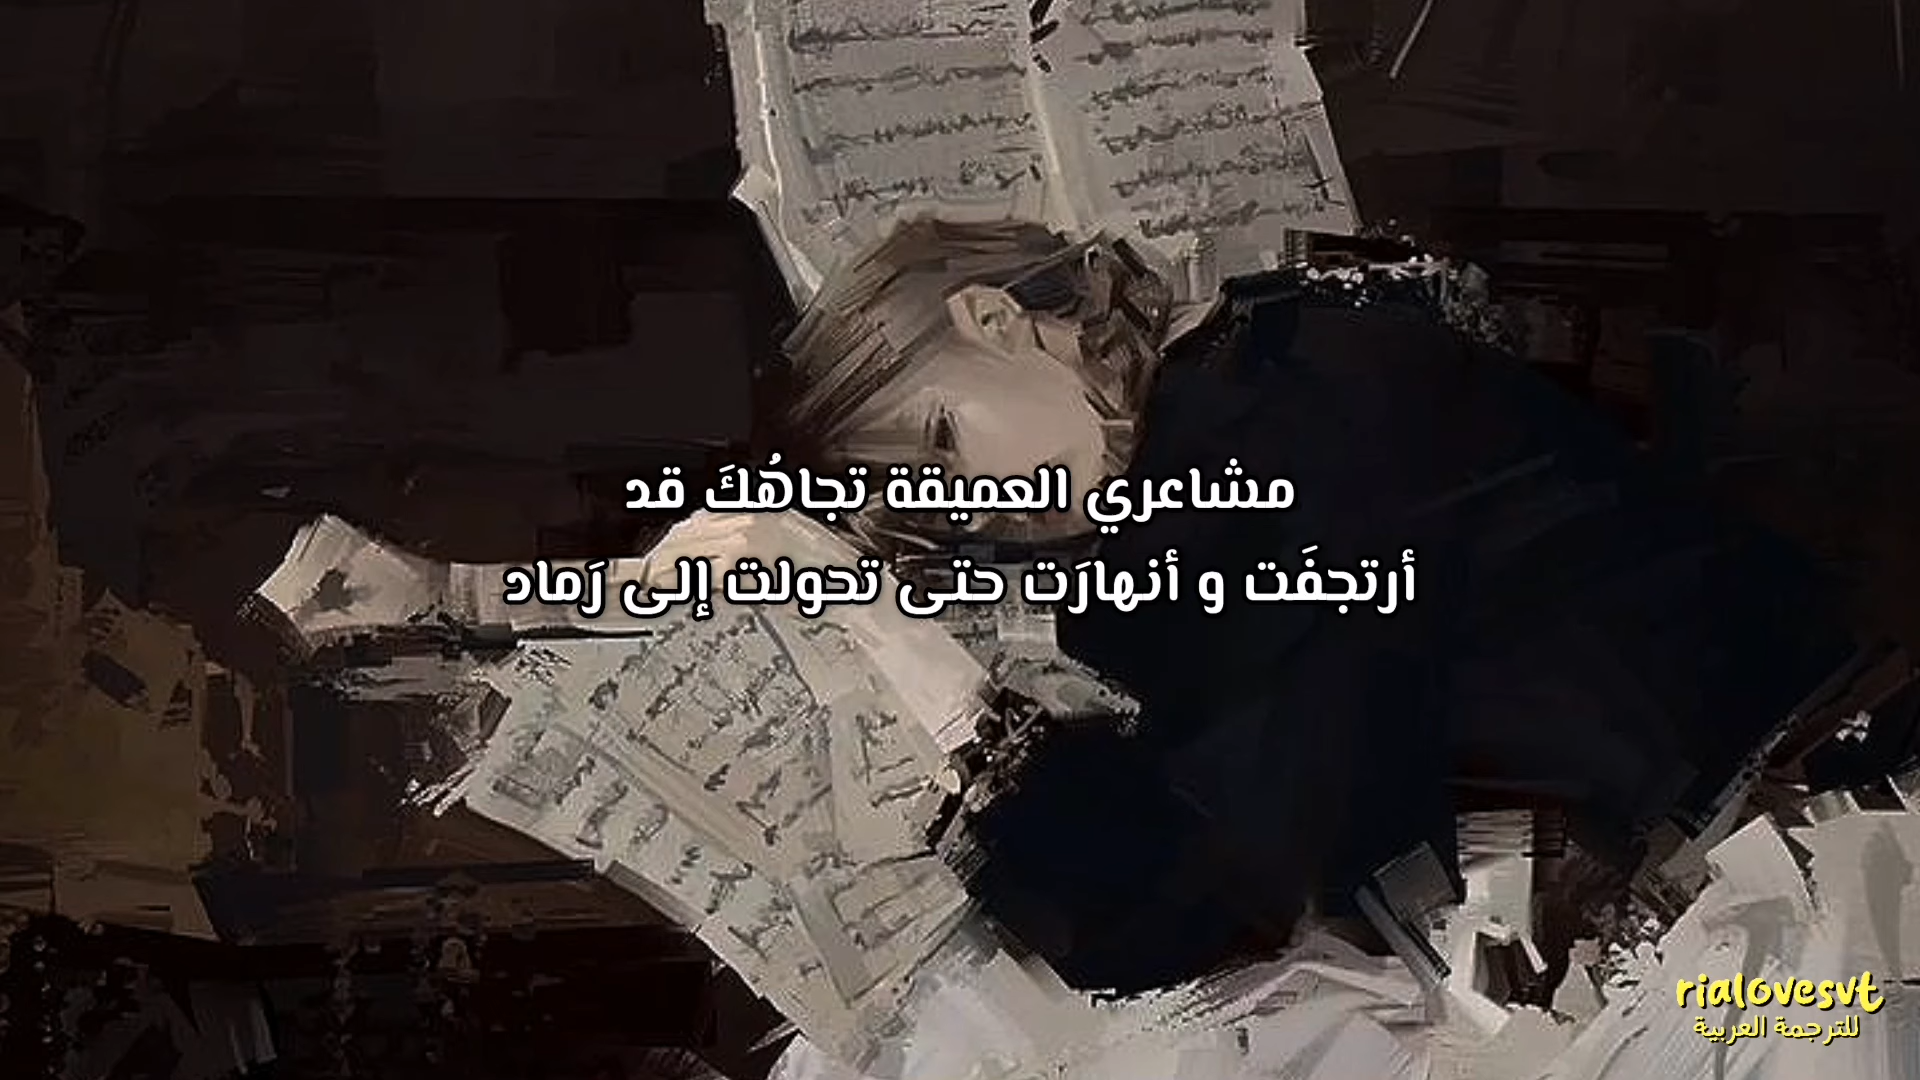 مشاعري العميقة تجاهُكَ قد
أرتجفَت و أنهارَت حتى تحولت إلى رَماد
rialovesvt
للترجمة العربية